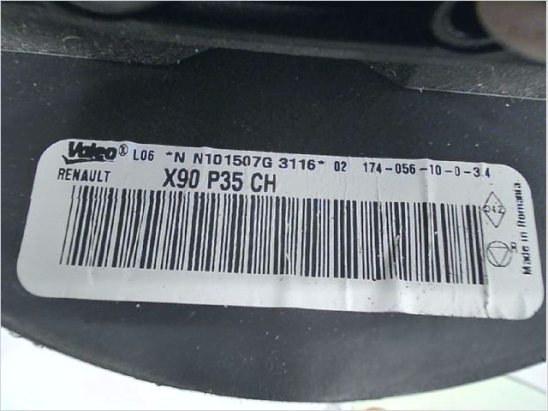 Valeo® L06 *N N101507G 3116* 02 174-056-10-0-3.4
RENAULT X90 P35 CH
Made in Romania